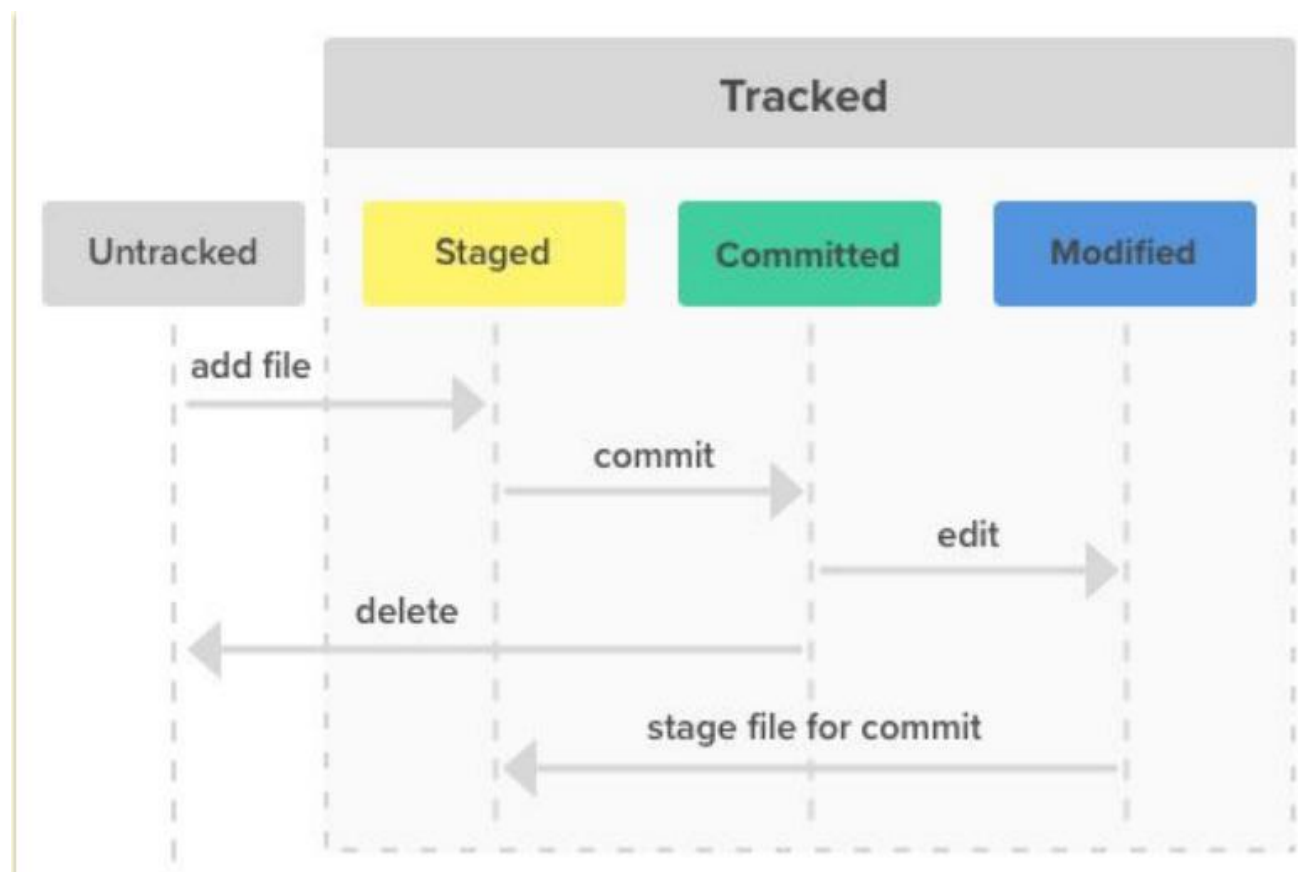 Tracked
Untracked
Staged
Committed
Modified
add file
commit
edit
delete
stage file for commit